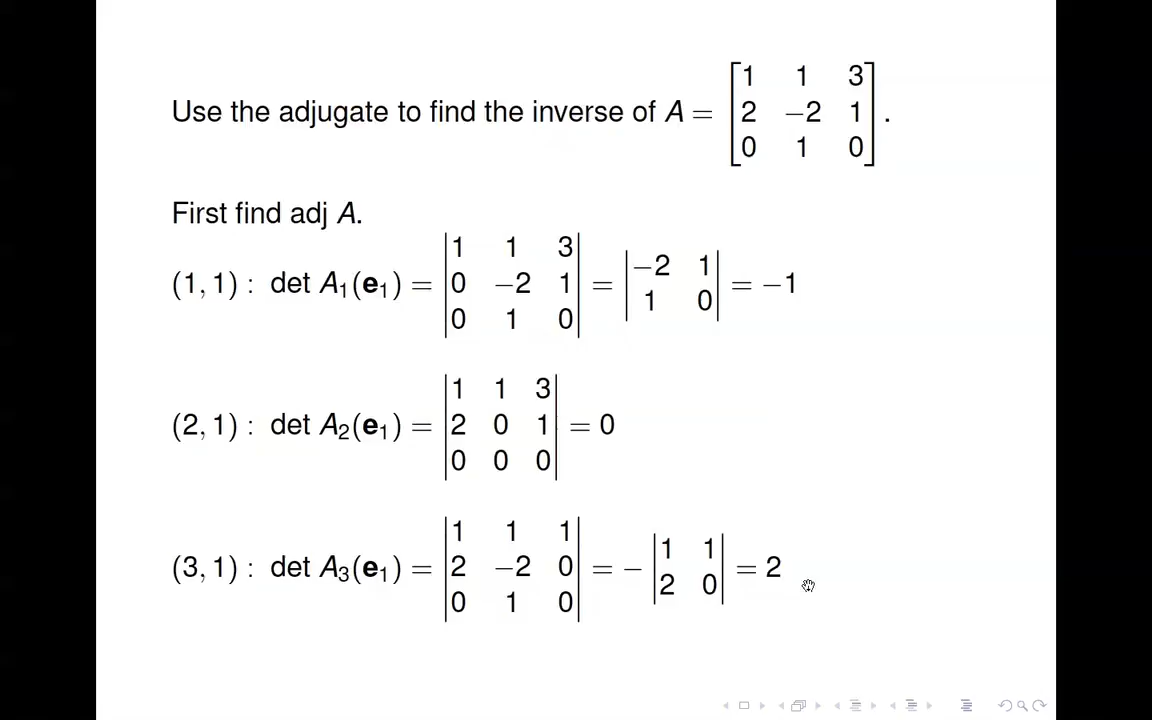 Use the adjugate to find the inverse of A = [1 1 3; 2 −2 1; 0 1 0].
First find adj A.
(1, 1) : det A₁(e₁) = |1 1 3; 0 −2 1; 0 1 0| = |−2 1; 1 0| = −1
(2, 1) : det A₂(e₁) = |1 1 3; 2 0 1; 0 0 0| = 0
(3, 1) : det A₃(e₁) = |1 1 1; 2 −2 0; 0 1 0| = − |1 1; 2 0| = 2